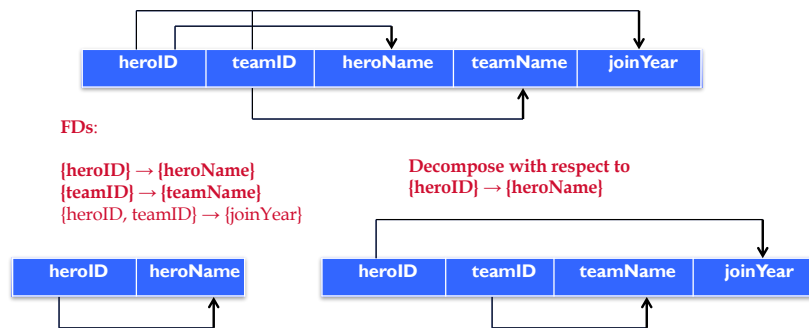 heroID teamID heroName teamName joinYear
FDs:
{heroID} → {heroName}
{teamID} → {teamName}
{heroID, teamID} → {joinYear}
Decompose with respect to
{heroID} → {heroName}
heroID heroName
heroID teamID teamName joinYear